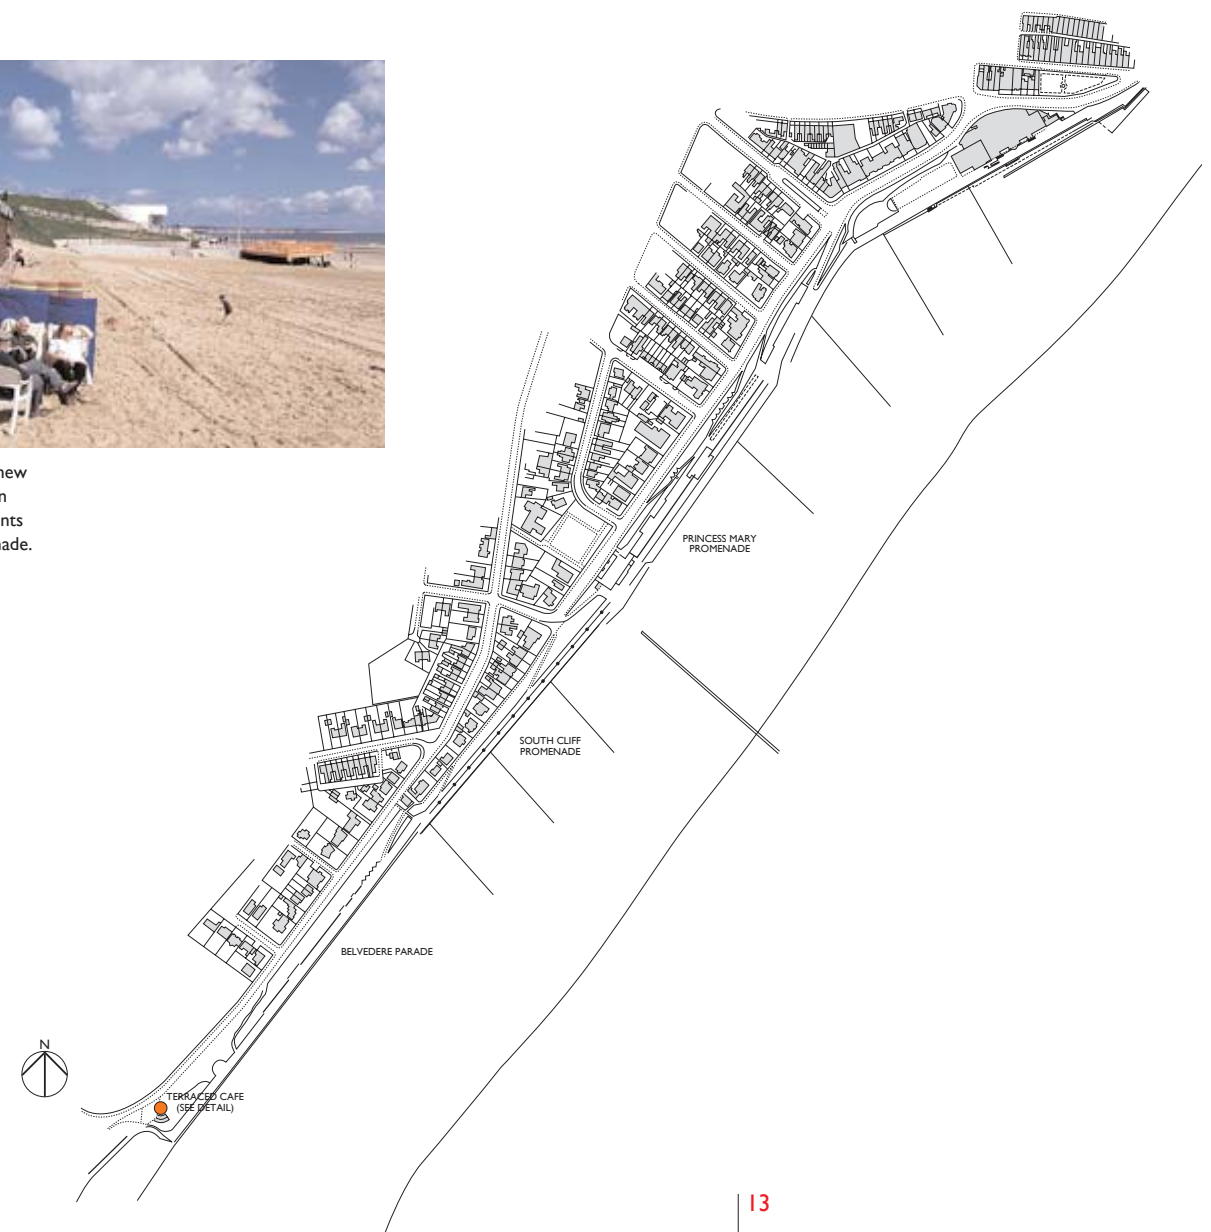 new
n
nts
nade.
PRINCESS MARY
PROMENADE
SOUTH CLIFF
PROMENADE
BELVEDERE PARADE
N
TERRACED CAFE
(SEE DETAIL)
13